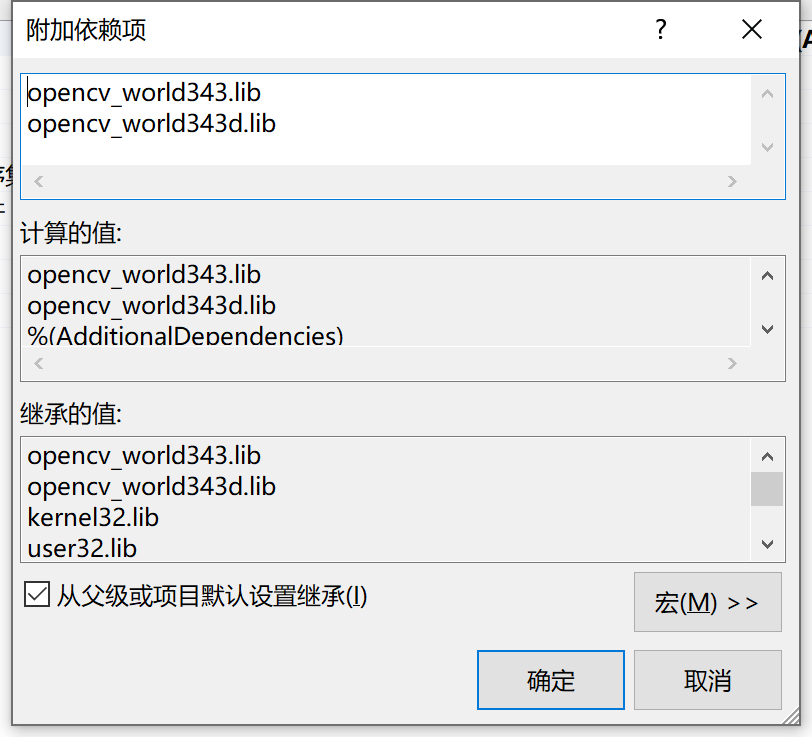 附加依赖项
?
opencv_world343.lib
opencv_world343d.lib
计算的值:
opencv_world343.lib
opencv_world343d.lib
%(AdditionalDependencies)
继承的值:
opencv_world343.lib
opencv_world343d.lib
kernel32.lib
user32.lib
从父级或项目默认设置继承(I)
宏(M) >>
确定
取消